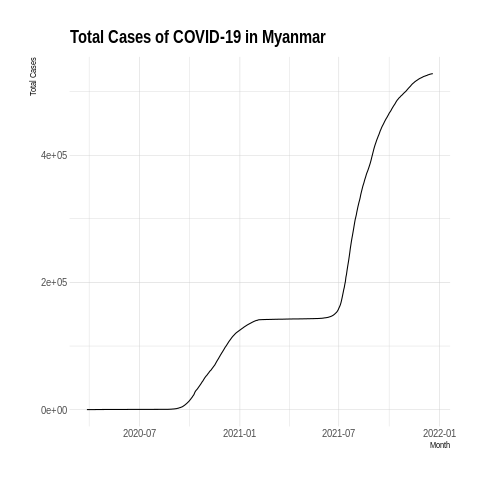 Total Cases of COVID-19 in Myanmar
Total Cases
4e+05
2e+05
0e+00
2020-07 2021-01 2021-07 2022-01
Month